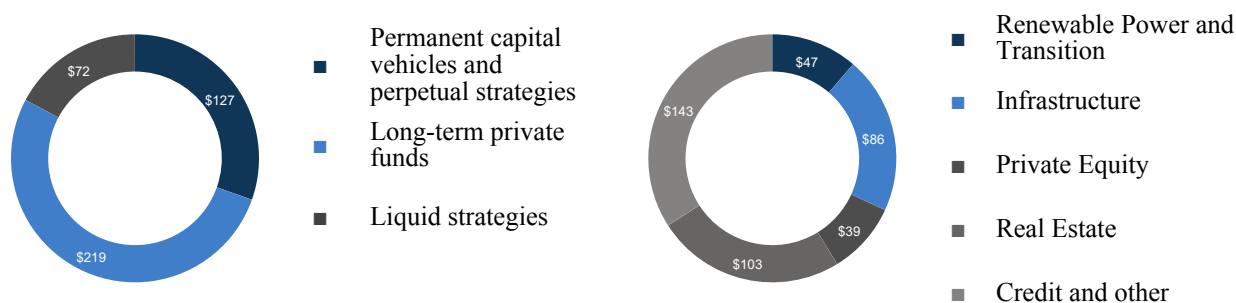 $72
$127
$219
Permanent capital
vehicles and
perpetual strategies
Long-term private
funds
Liquid strategies
$47
$143
$86
$39
$103
Renewable Power and
Transition
Infrastructure
Private Equity
Real Estate
Credit and other